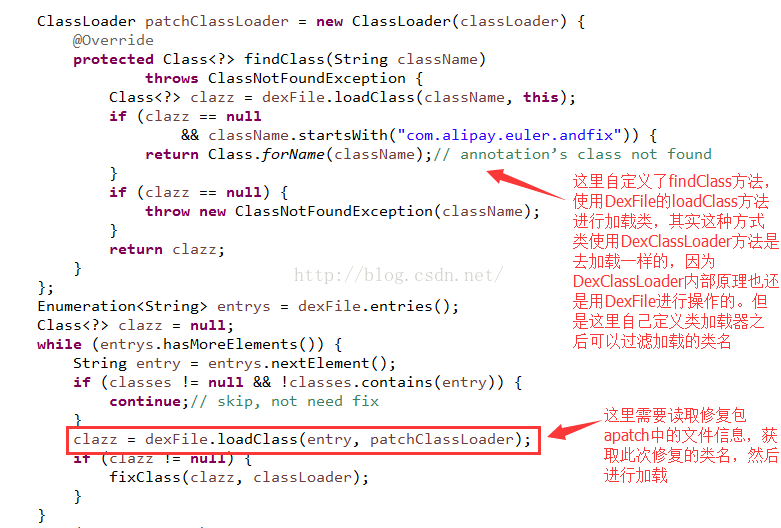 ClassLoader patchClassLoader = new ClassLoader(classLoader) {
@Override
protected Class<?> findClass(String className)
throws ClassNotFoundException {
Class<?> clazz = dexFile.loadClass(className, this);
if (clazz == null
&& className.startsWith("com.alipay.euler.andfix")) {
return Class.forName(className);// annotation’s class not found
}
if (clazz == null) {
throw new ClassNotFoundException(className);
}
return clazz;
}
};
Enumeration<String> entrys = dexFile.entries();
Class<?> clazz = null;
while (entrys.hasMoreElements()) {
String entry = entrys.nextElement();
if (classes != null && !classes.contains(entry)) {
continue;// skip, not need fix
}
clazz = dexFile.loadClass(entry, patchClassLoader);
if (clazz != null) {
fixClass(clazz, classLoader);
}
}
这里自定义了findClass方法，
使用DexFile的loadClass方法
进行加载类，其实这种方式
类使用DexClassLoader方法是
去加载一样的，因为
DexClassLoader内部原理也还
是用DexFile进行操作的。但
是这里自己定义类加载器之
后可以过滤加载的类名
这里需要读取修复包
apatch中的文件信息，获
取此次修复的类名，然后
进行加载
http://blog.csdn.net/